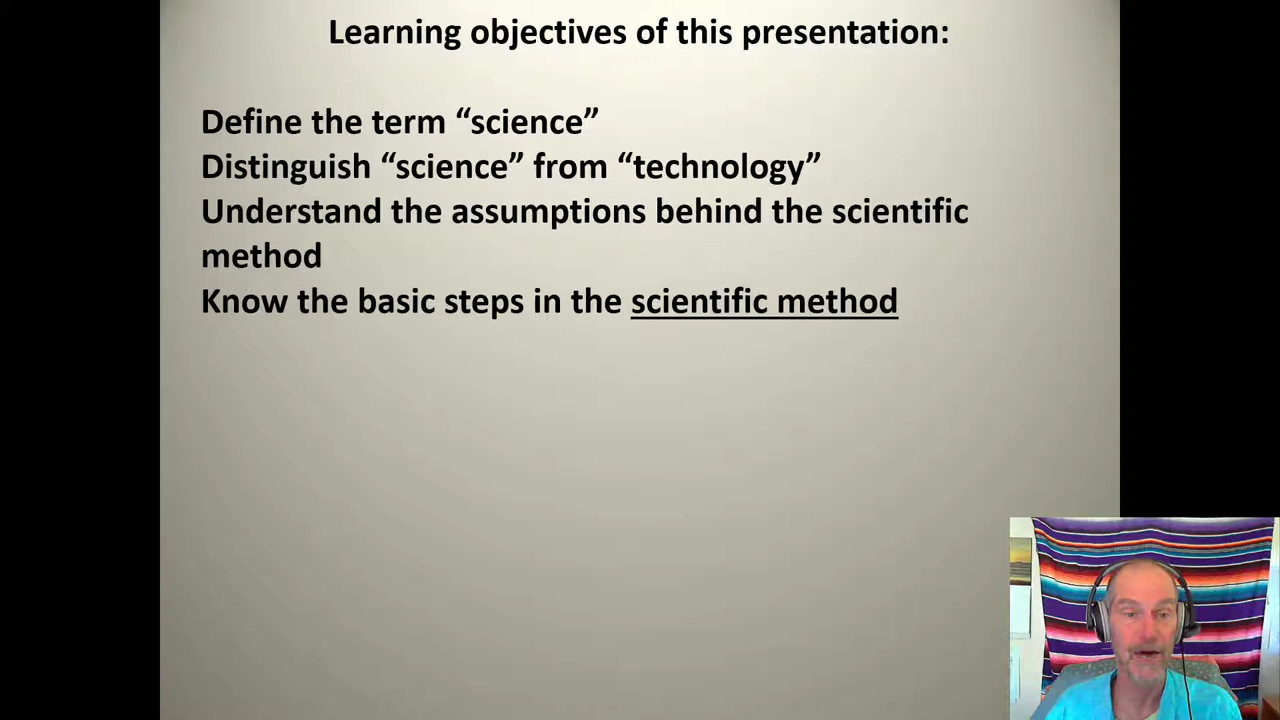 Learning objectives of this presentation:
Define the term “science”
Distinguish “science” from “technology”
Understand the assumptions behind the scientific
method
Know the basic steps in the scientific method